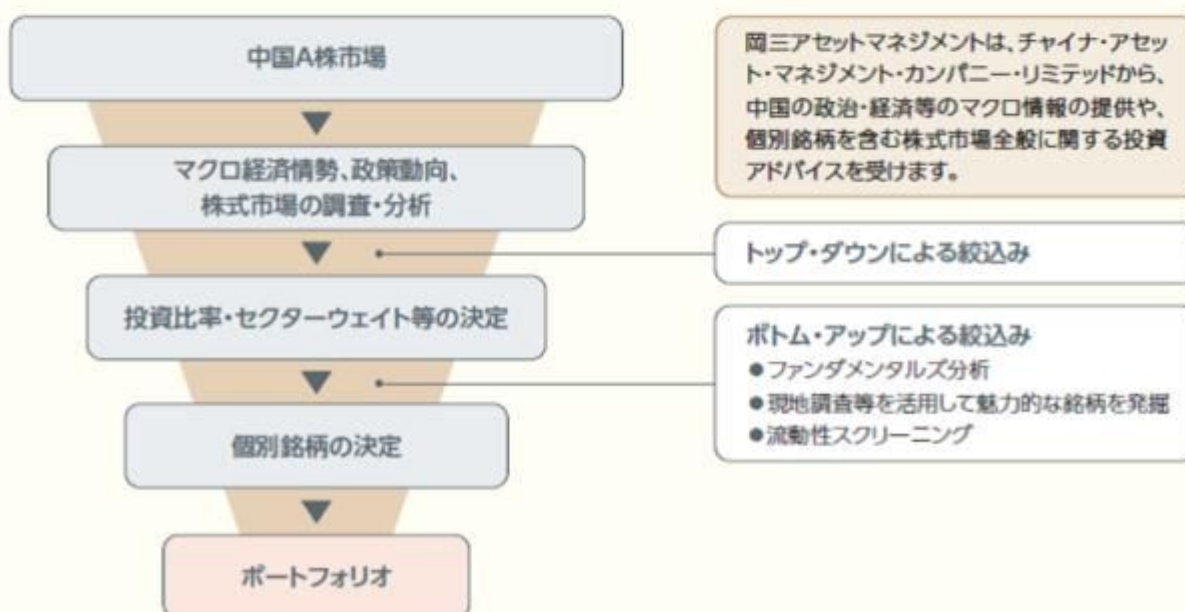 中国A株市場
マクロ経済情勢、政策動向、
株式市場の調査・分析
投資比率・セクターウェイト等の決定
個別銘柄の決定
ポートフォリオ
岡三アセットマネジメントは、チャイナ・アセッ
ト・マネジメント・カンパニー・リミテッドから、
中国の政治・経済等のマクロ情報の提供や、
個別銘柄を含む株式市場全般に関する投資
アドバイスを受けます。
トップ・ダウンによる絞込み
ボトム・アップによる絞込み
●ファンダメンタルズ分析
●現地調査等を活用して魅力的な銘柄を発掘
●流動性スクリーニング